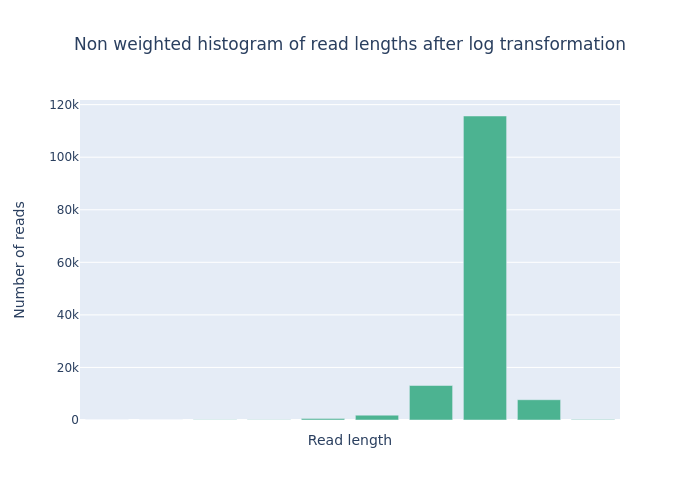 Non weighted histogram of read lengths after log transformation
120k
100k
80k
60k
40k
20k
0
Number of reads
Read length